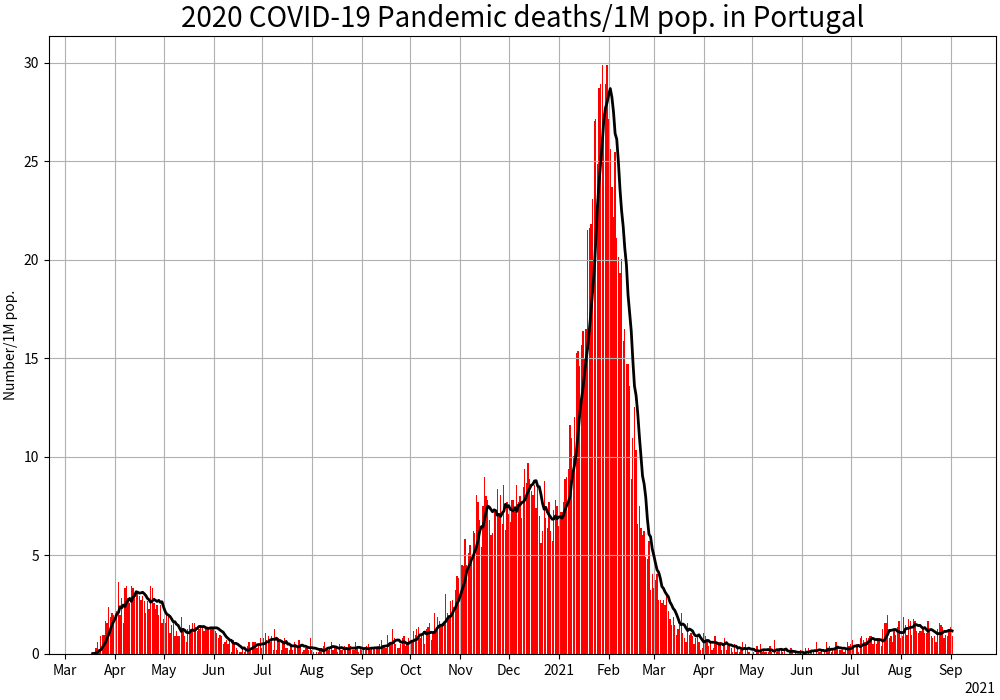 2020 COVID-19 Pandemic deaths/1M pop. in Portugal
Number/1M pop.
30
25
20
15
10
5
0
Mar Apr May Jun Jul Aug Sep Oct Nov Dec 2021 Feb Mar Apr May Jun Jul Aug Sep
2021